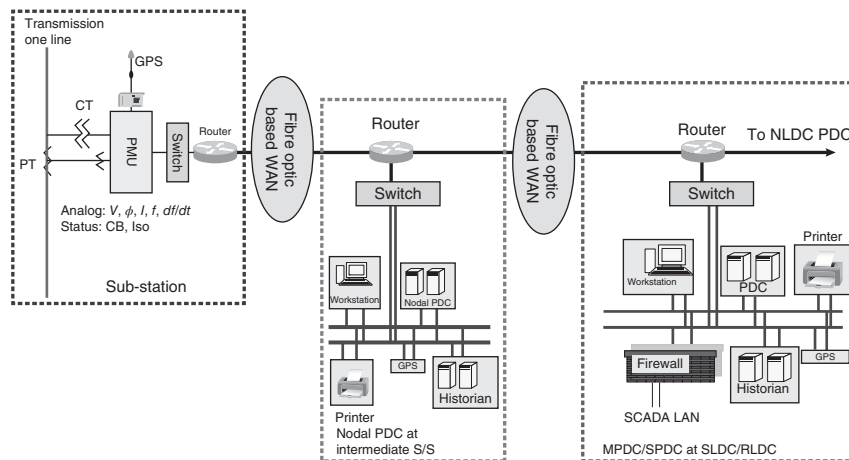 Transmission
one line
GPS
CT
PMU
Switch
Router
PT
Analog: V, ϕ, I, f, df/dt
Status: CB, Iso
Sub-station
Fibre optic
based WAN
Router
Switch
Workstation
Nodal PDC
GPS
Historian
Printer
Nodal PDC at
intermediate S/S
Fibre optic
based WAN
Router
To NLDC PDC
Switch
Workstation
PDC
Printer
Firewall
Historian
GPS
SCADA LAN
MPDC/SPDC at SLDC/RLDC